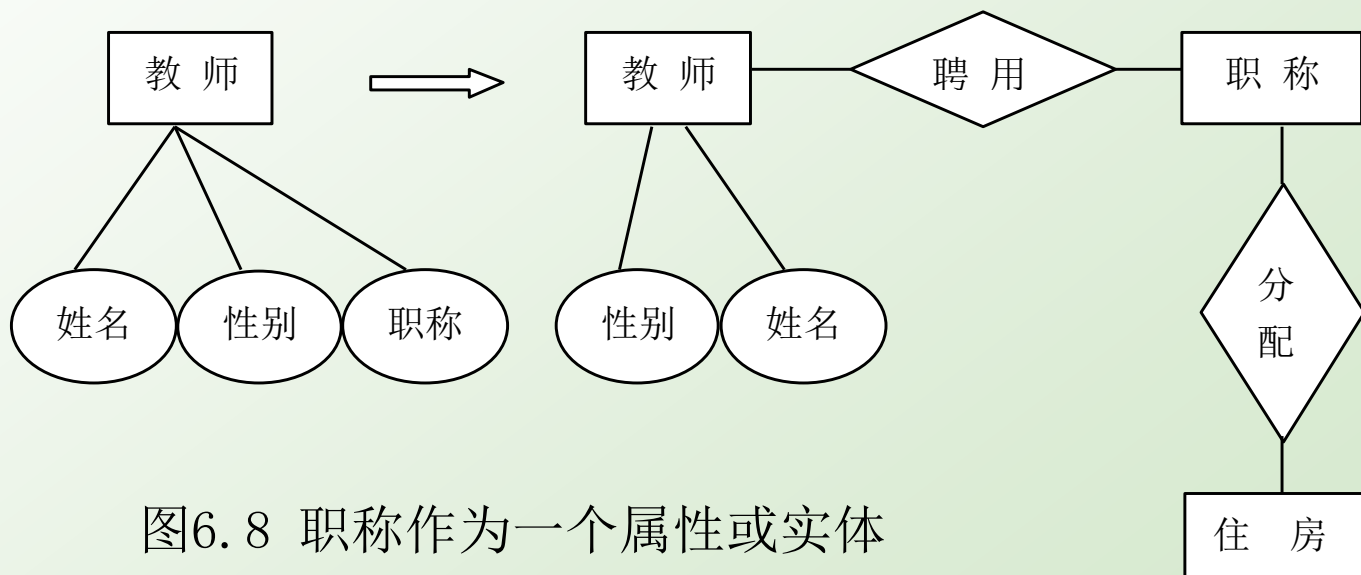 教 师
教 师
聘 用
职 称
姓名
性别
职称
性别
姓名
分
配
住 房
图6.8 职称作为一个属性或实体